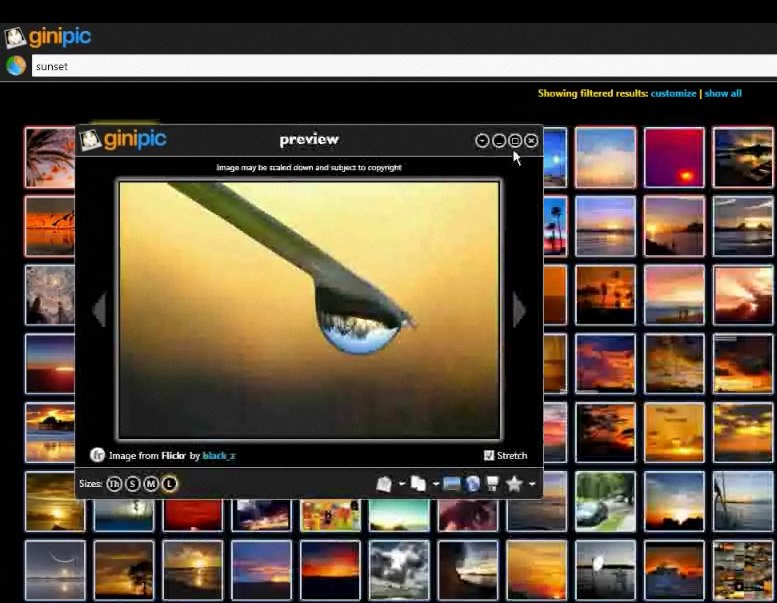 ginipic
sunset
Showing filtered results: customize | show all
ginipic
preview
Image may be scaled down and subject to copyright
fr Image from Flickr by black_z
Stretch
Sizes: Th S M L